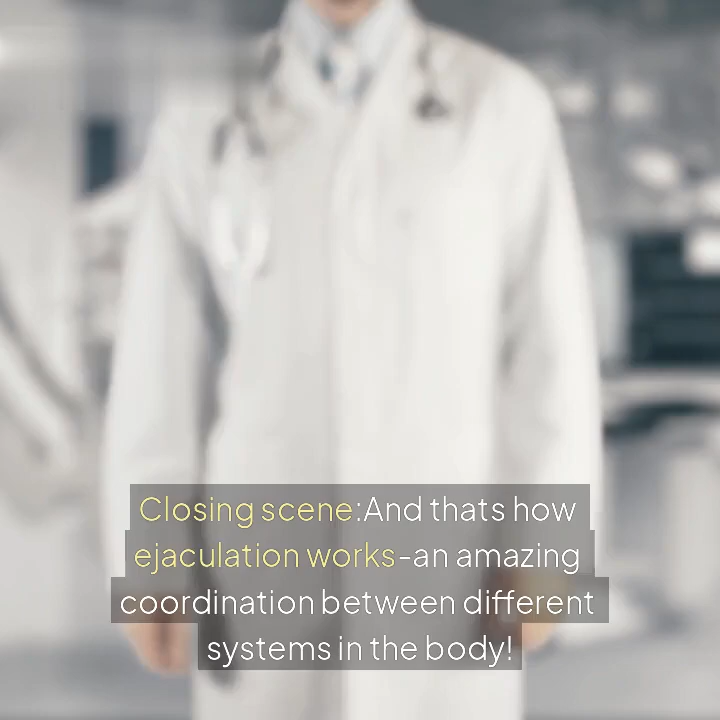 Closing scene:And thats how
ejaculation works-an amazing
coordination between different
systems in the body!